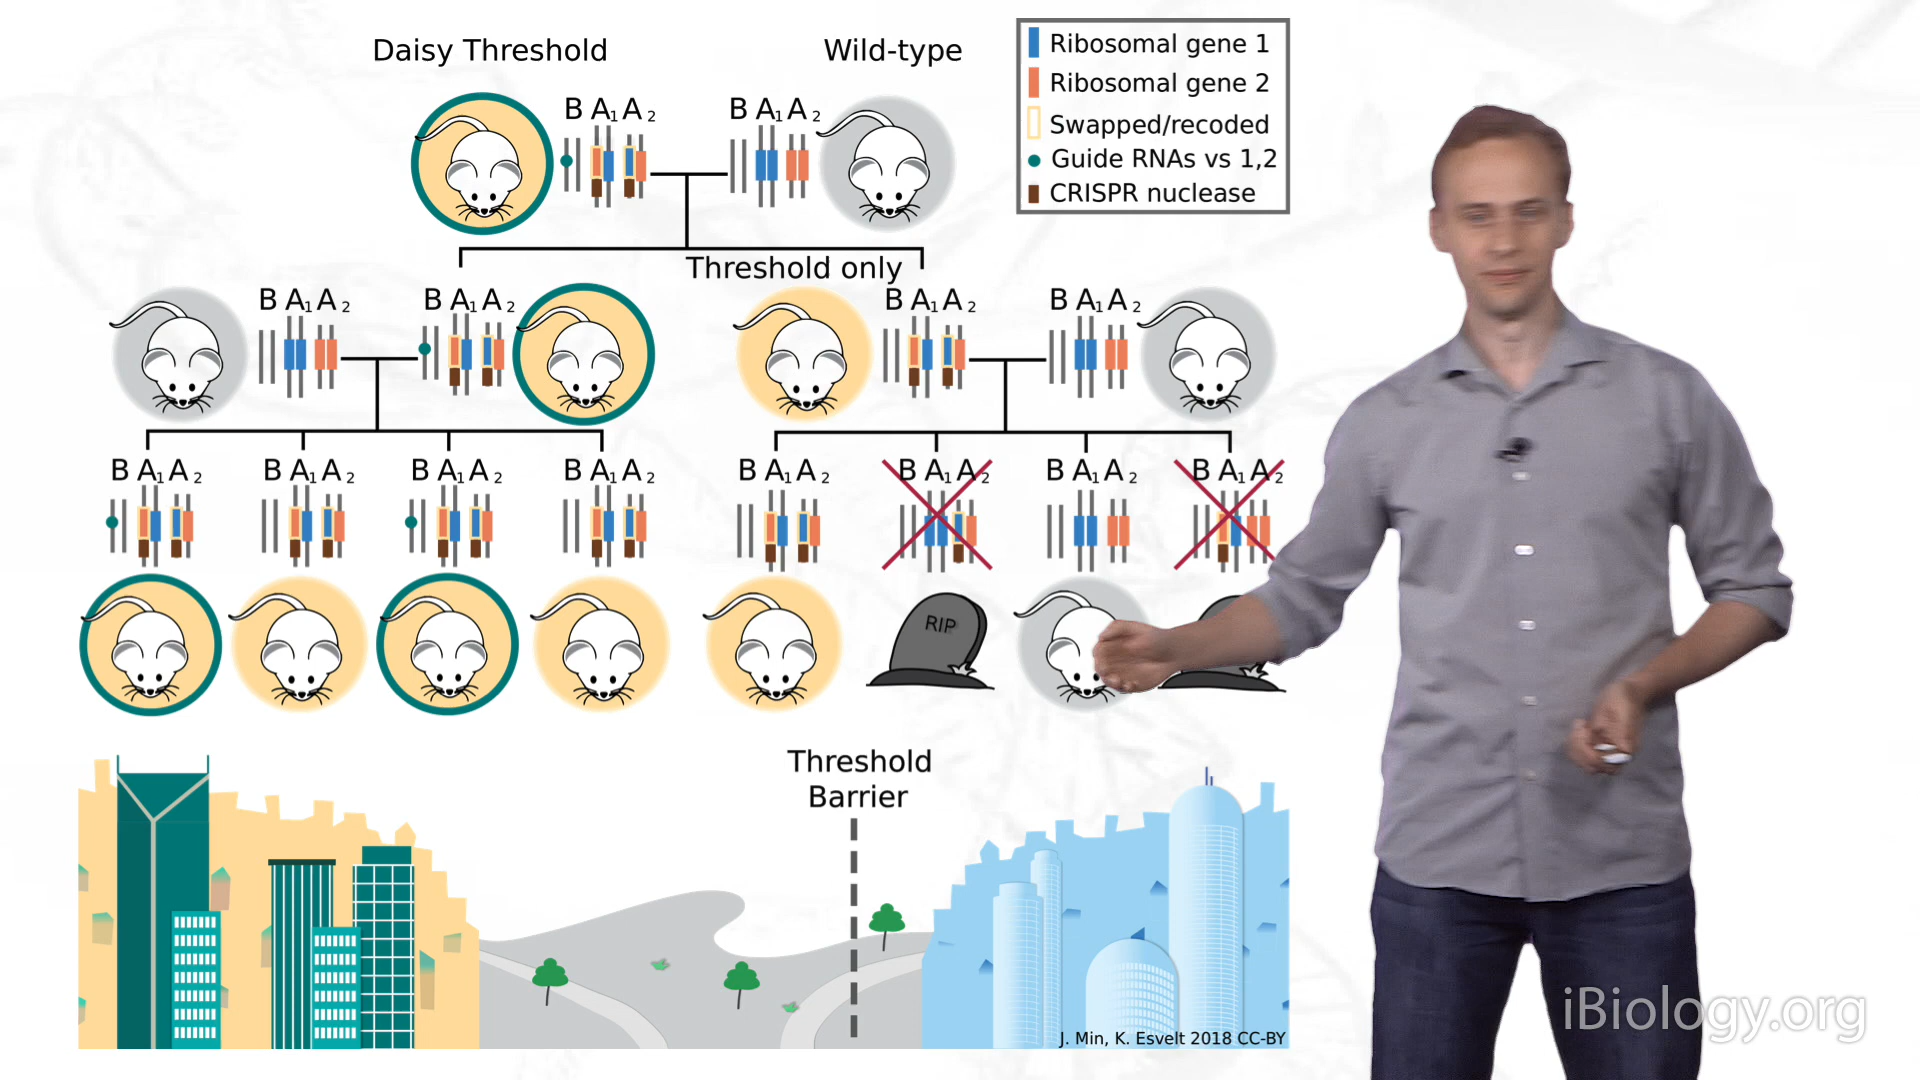 Daisy Threshold
Wild-type
Ribosomal gene 1
Ribosomal gene 2
Swapped/recoded
Guide RNAs vs 1,2
CRISPR nuclease
B A1 A2
B A1 A2
Threshold only
B A1 A2
B A1 A2
B A1 A2
B A1 A2
B A1 A2
B A1 A2
B A1 A2
B A1 A2
B A1 A2
B A1 A2
B A1 A2
B A1 A2
RIP
Threshold
Barrier
J. Min, K. Esvelt 2018 CC-BY
iBiology.org